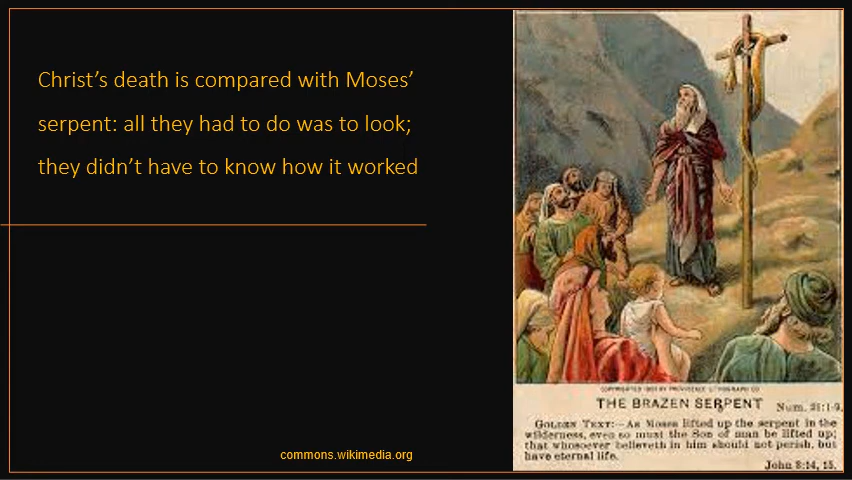 Christ’s death is compared with Moses’
serpent: all they had to do was to look;
they didn’t have to know how it worked
commons.wikimedia.org
THE BRAZEN SERPENT Num. 21:1-9.
Golden Text:—As Moses lifted up the serpent in the
wilderness, even so must the Son of man be lifted up;
that whosoever believeth in him should not perish, but
have eternal life.
John 3:14, 15.